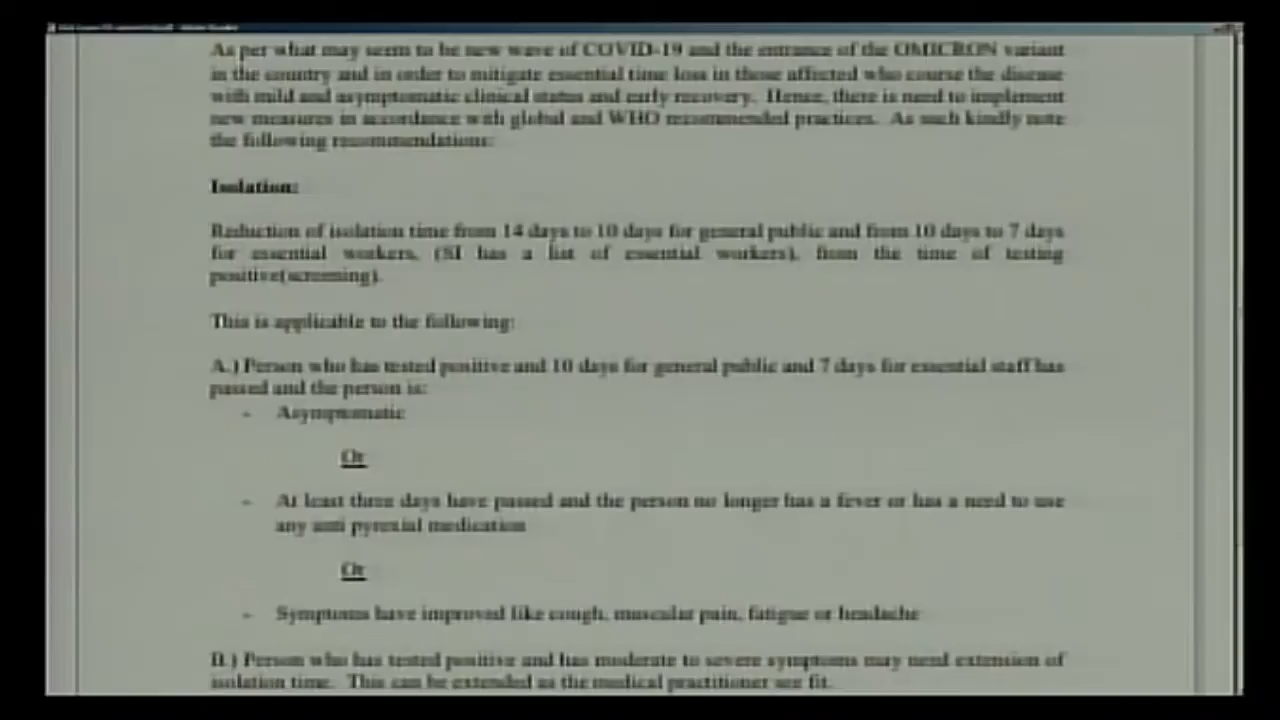 As per what may seem to be new wave of COVID-19 and the entrance of the OMICRON variant
in the country and in order to mitigate essential time loss in those affected who course the disease
with mild and asymptomatic clinical status and early recovery. Hence, there is need to implement
new measures in accordance with global and WHO recommended practices. As such kindly note
the following recommendations:
Isolation:
Reduction of isolation time from 14 days to 10 days for general public and from 10 days to 7 days
for essential workers, (SI has a list of essential workers), from the time of testing
positive(screening).
This is applicable to the following:
A.) Person who has tested positive and 10 days for general public and 7 days for essential staff has
passed and the person is:
- Asymptomatic
Or
- At least three days have passed and the person no longer has a fever or has a need to use
any anti pyrexial medication
Or
- Symptoms have improved like cough, muscular pain, fatigue or headache
B.) Person who has tested positive and has moderate to severe symptoms may need extension of
isolation time. This can be extended as the medical practitioner see fit.